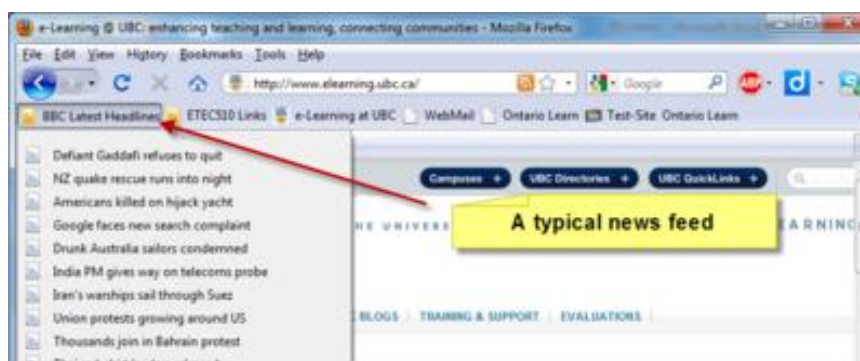 e-Learning @ UBC: enhancing teaching and learning, connecting communities - Mozilla Firefox
File Edit View History Bookmarks Tools Help
http://www.elearning.ubc.ca/ Google
BBC Latest Headlines ETEC510 Links e-Learning at UBC WebMail Ontario Learn Test-Site Ontario Learn
Defiant Gaddafi refuses to quit
NZ quake rescue runs into night
Campuses + UBC Directories + UBC QuickLinks +
Americans killed on hijack yacht
Google faces new search complaint
A typical news feed
Drunk Australia sailors condemned
India PM gives way on telecoms probe
Iran's warships sail through Suez
Union protests growing around US
BLOGS TRAINING & SUPPORT EVALUATIONS
Thousands join in Bahrain protest